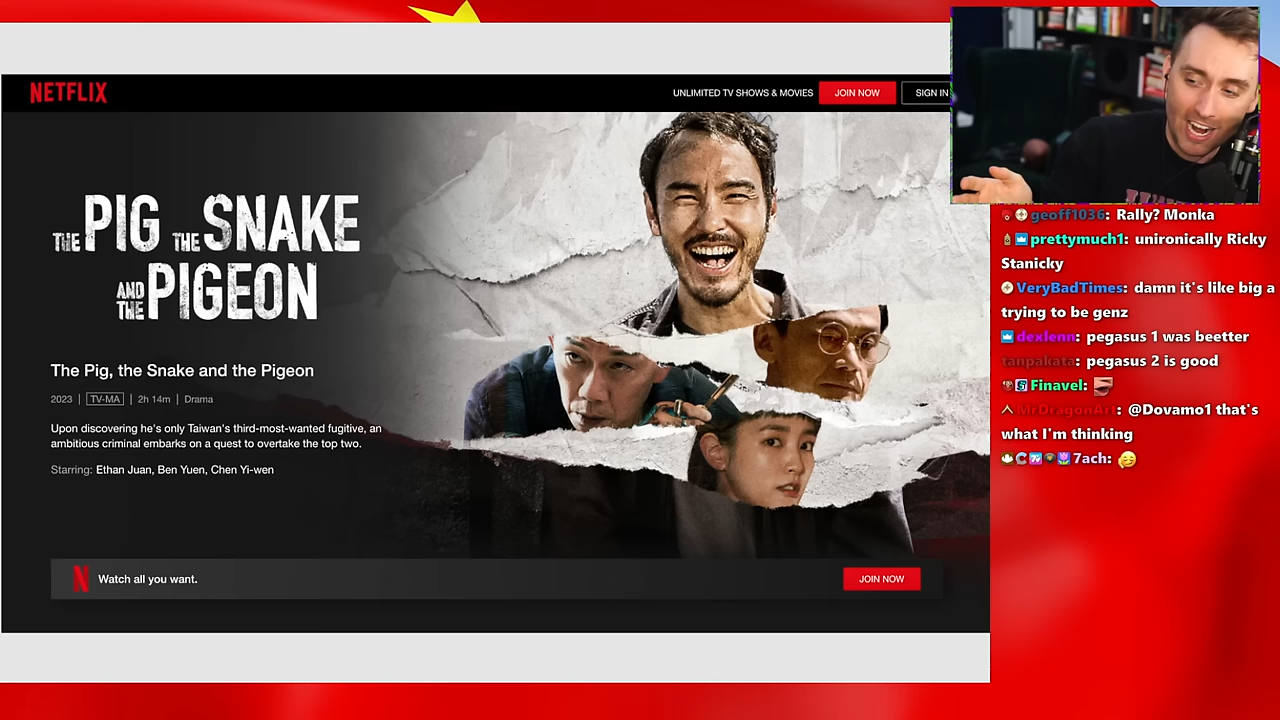 NETFLIX
UNLIMITED TV SHOWS & MOVIES
JOIN NOW
SIGN IN
THE PIG THE SNAKE
AND THE PIGEON
The Pig, the Snake and the Pigeon
2023 | TV-MA | 2h 14m | Drama
Upon discovering he's only Taiwan's third-most-wanted fugitive, an
ambitious criminal embarks on a quest to overtake the top two.
Starring: Ethan Juan, Ben Yuen, Chen Yi-wen
N Watch all you want.
JOIN NOW
geoff1036: Rally? Monka
prettymuch1: unironically Ricky
Stanicky
VeryBadTimes: damn it's like big a
trying to be genz
dexlenn: pegasus 1 was beetter
tanpakata: pegasus 2 is good
Finavel:
MrDragonArt: @Dovamo1 that's
what I'm thinking
7ach: